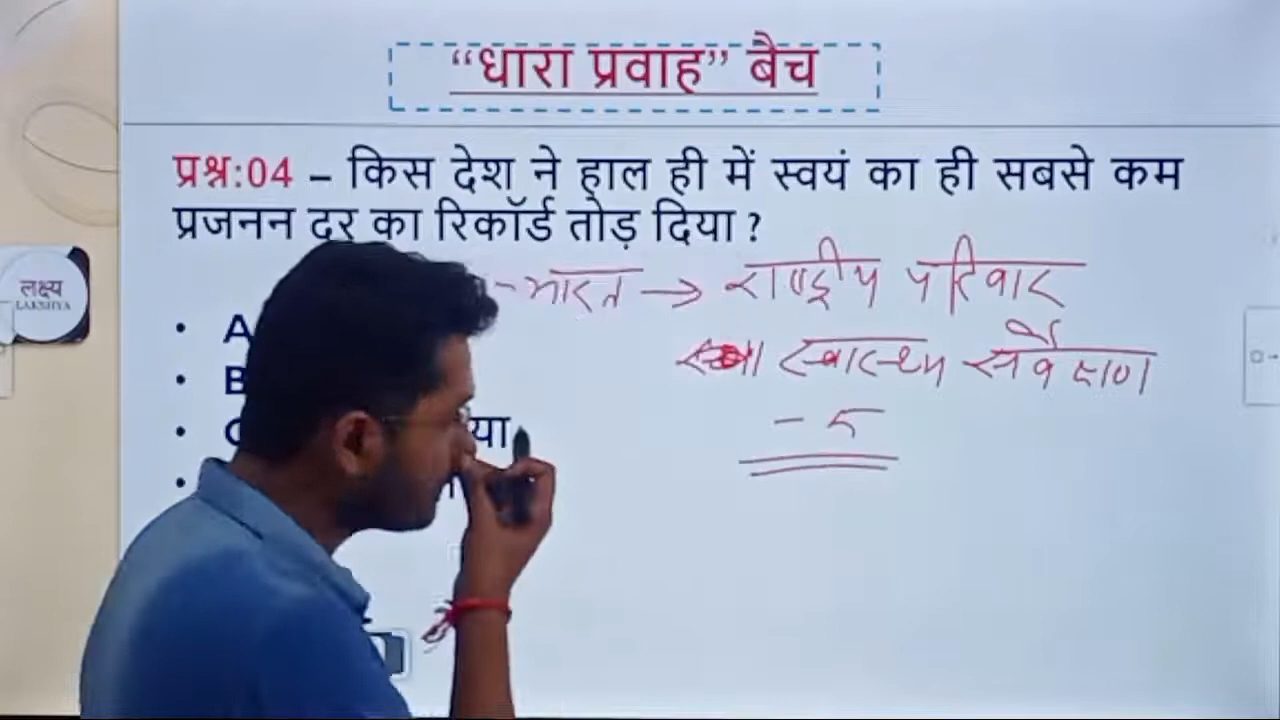 “धारा प्रवाह” बैच
प्रश्न:04 – किस देश ने हाल ही में स्वयं का ही सबसे कम
प्रजनन दर का रिकॉर्ड तोड़ दिया ?
- भारत → राष्ट्रीय परिवार
स्वास्थ्य सर्वेक्षण
- 5
लक्ष्य
LAKSHYA
• A
• B
• C या
•